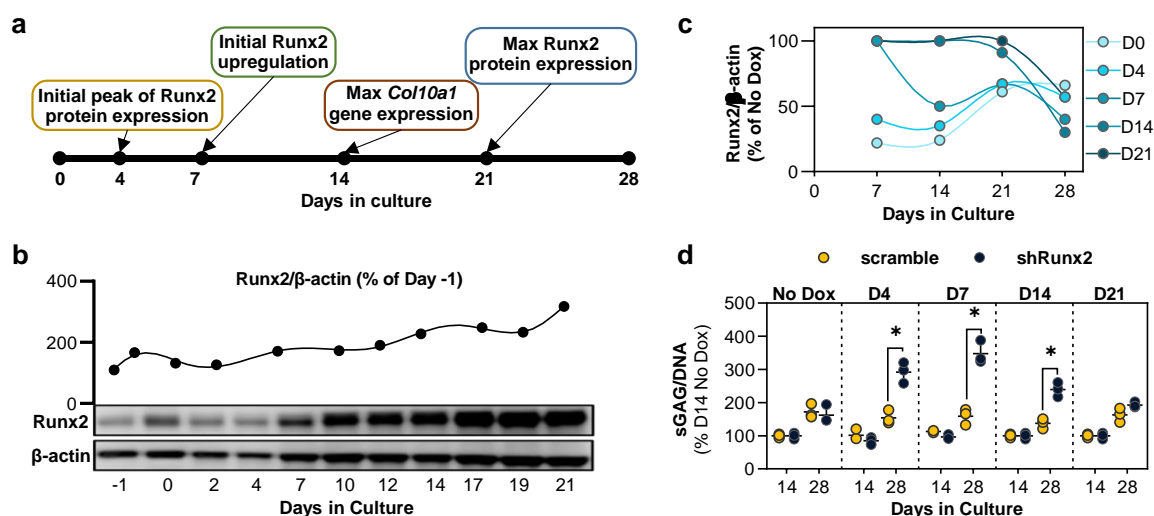 a
Initial Runx2
upregulation
Max Runx2
protein expression
Initial peak of Runx2
protein expression
Max Col10a1
gene expression
0 4 7 14 21 28
Days in culture
b
Runx2/β-actin (% of Day -1)
400
200
0
Runx2
β-actin
-1 0 2 4 7 10 12 14 17 19 21
Days in Culture
c
Runx2/β-actin
(% of No Dox)
100
50
0
0 7 14 21 28
Days in Culture
D0
D4
D7
D14
D21
d
scramble shRunx2
No Dox D4 D7 D14 D21
sGAG/DNA
(% D14 No Dox)
500
400
300
200
100
0
* * *
14 28 14 28 14 28 14 28 14 28
Days in Culture